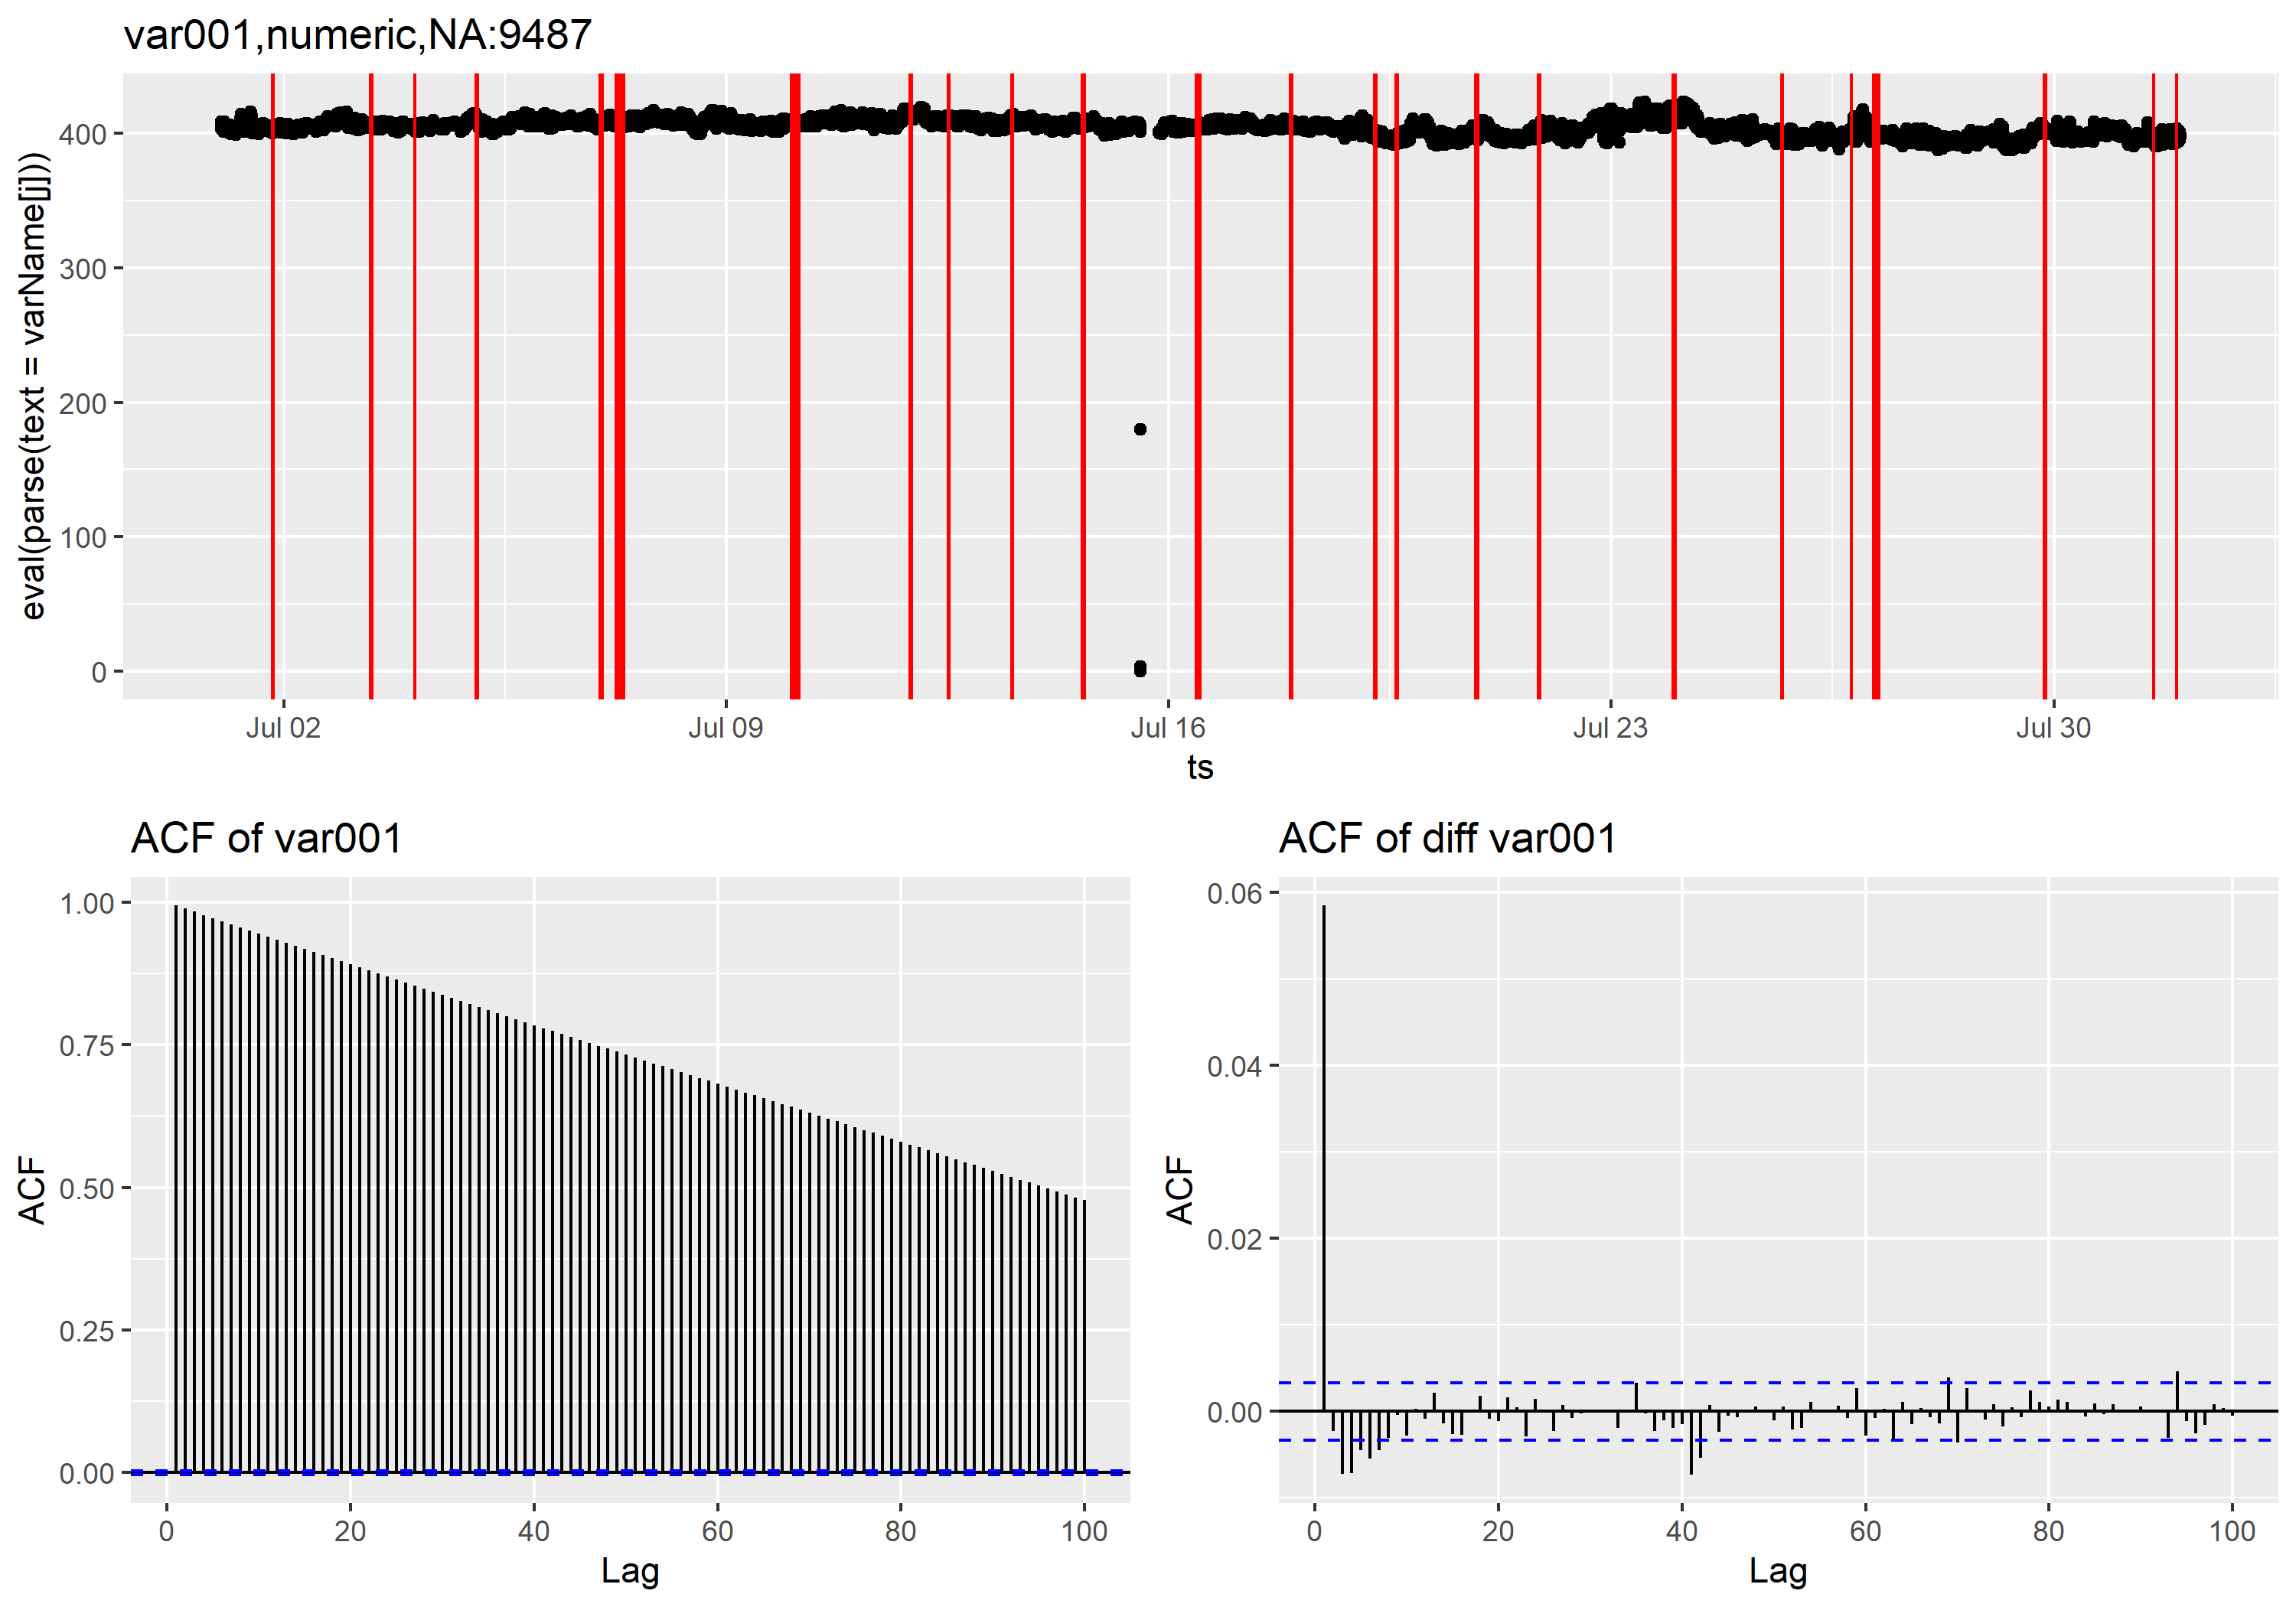 var001,numeric,NA:9487
eval(parse(text = varName[j]))
400
300
200
100
0
Jul 02
Jul 09
Jul 16
Jul 23
Jul 30
ts
ACF of var001
ACF
1.00
0.75
0.50
0.25
0.00
0
20
40
60
80
100
Lag
ACF of diff var001
ACF
0.06
0.04
0.02
0.00
0
20
40
60
80
100
Lag